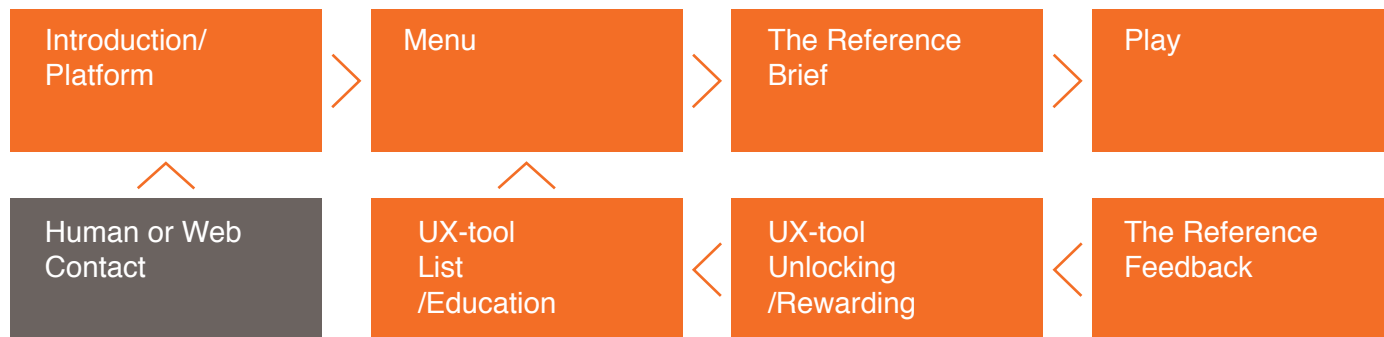 Introduction/
Platform
Menu
The Reference
Brief
Play
Human or Web
Contact
UX-tool
List
/Education
UX-tool
Unlocking
/Rewarding
The Reference
Feedback